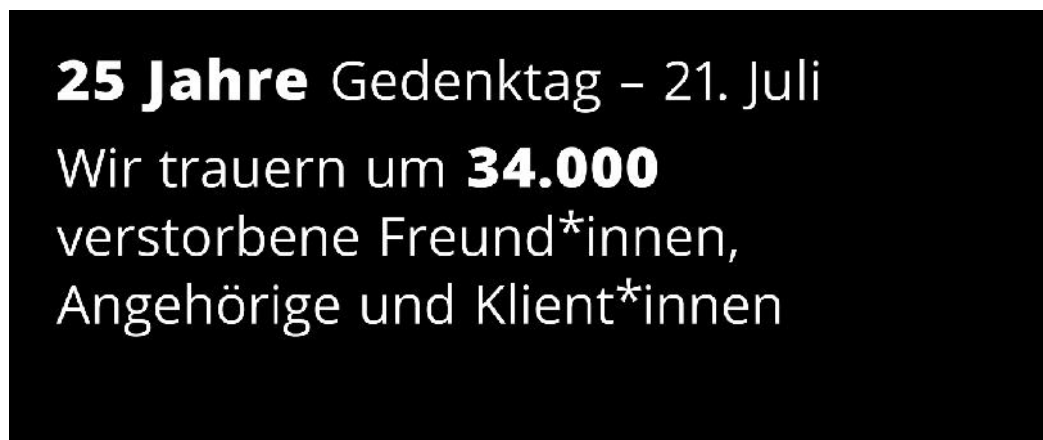 25 Jahre Gedenktag – 21. Juli
Wir trauern um 34.000
verstorbene Freund*innen,
Angehörige und Klient*innen